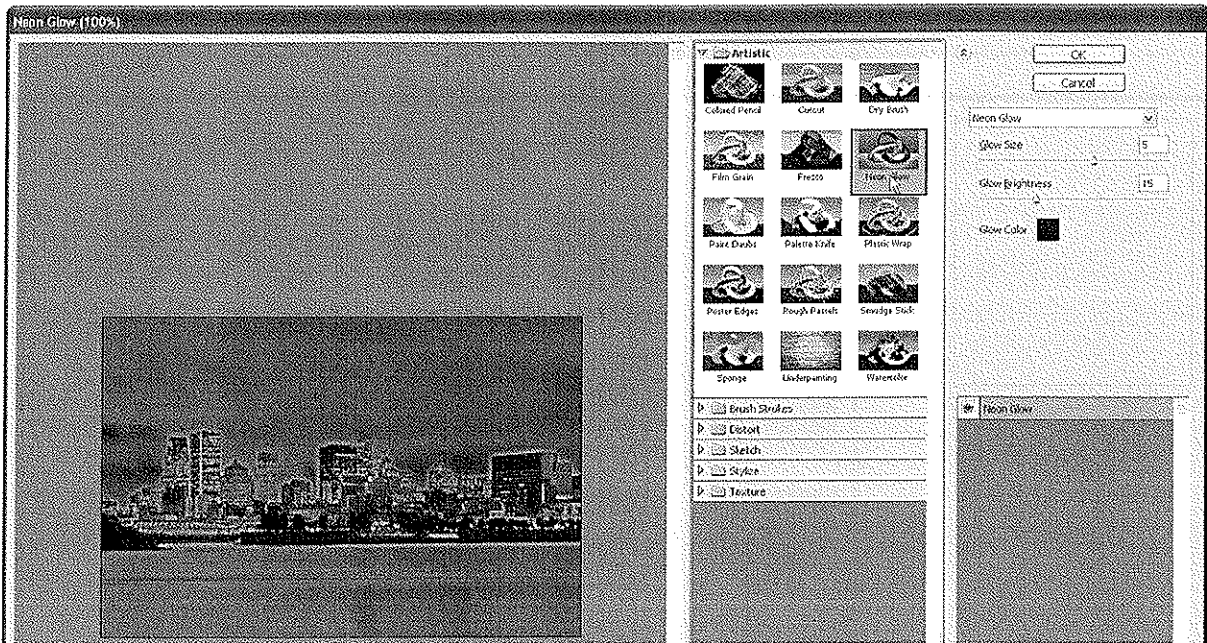 Neon Glow (100%)
Artistic
Colored Pencil
Cutout
Dry Brush
Film Grain
Fresco
Neon Glow
Paint Daubs
Palette Knife
Plastic Wrap
Poster Edges
Rough Pastels
Smudge Stick
Sponge
Underpainting
Watercolor
Brush Strokes
Distort
Sketch
Stylize
Texture
OK
Cancel
Neon Glow
Glow Size
5
Glow Brightness
15
Glow Color
Neon Glow